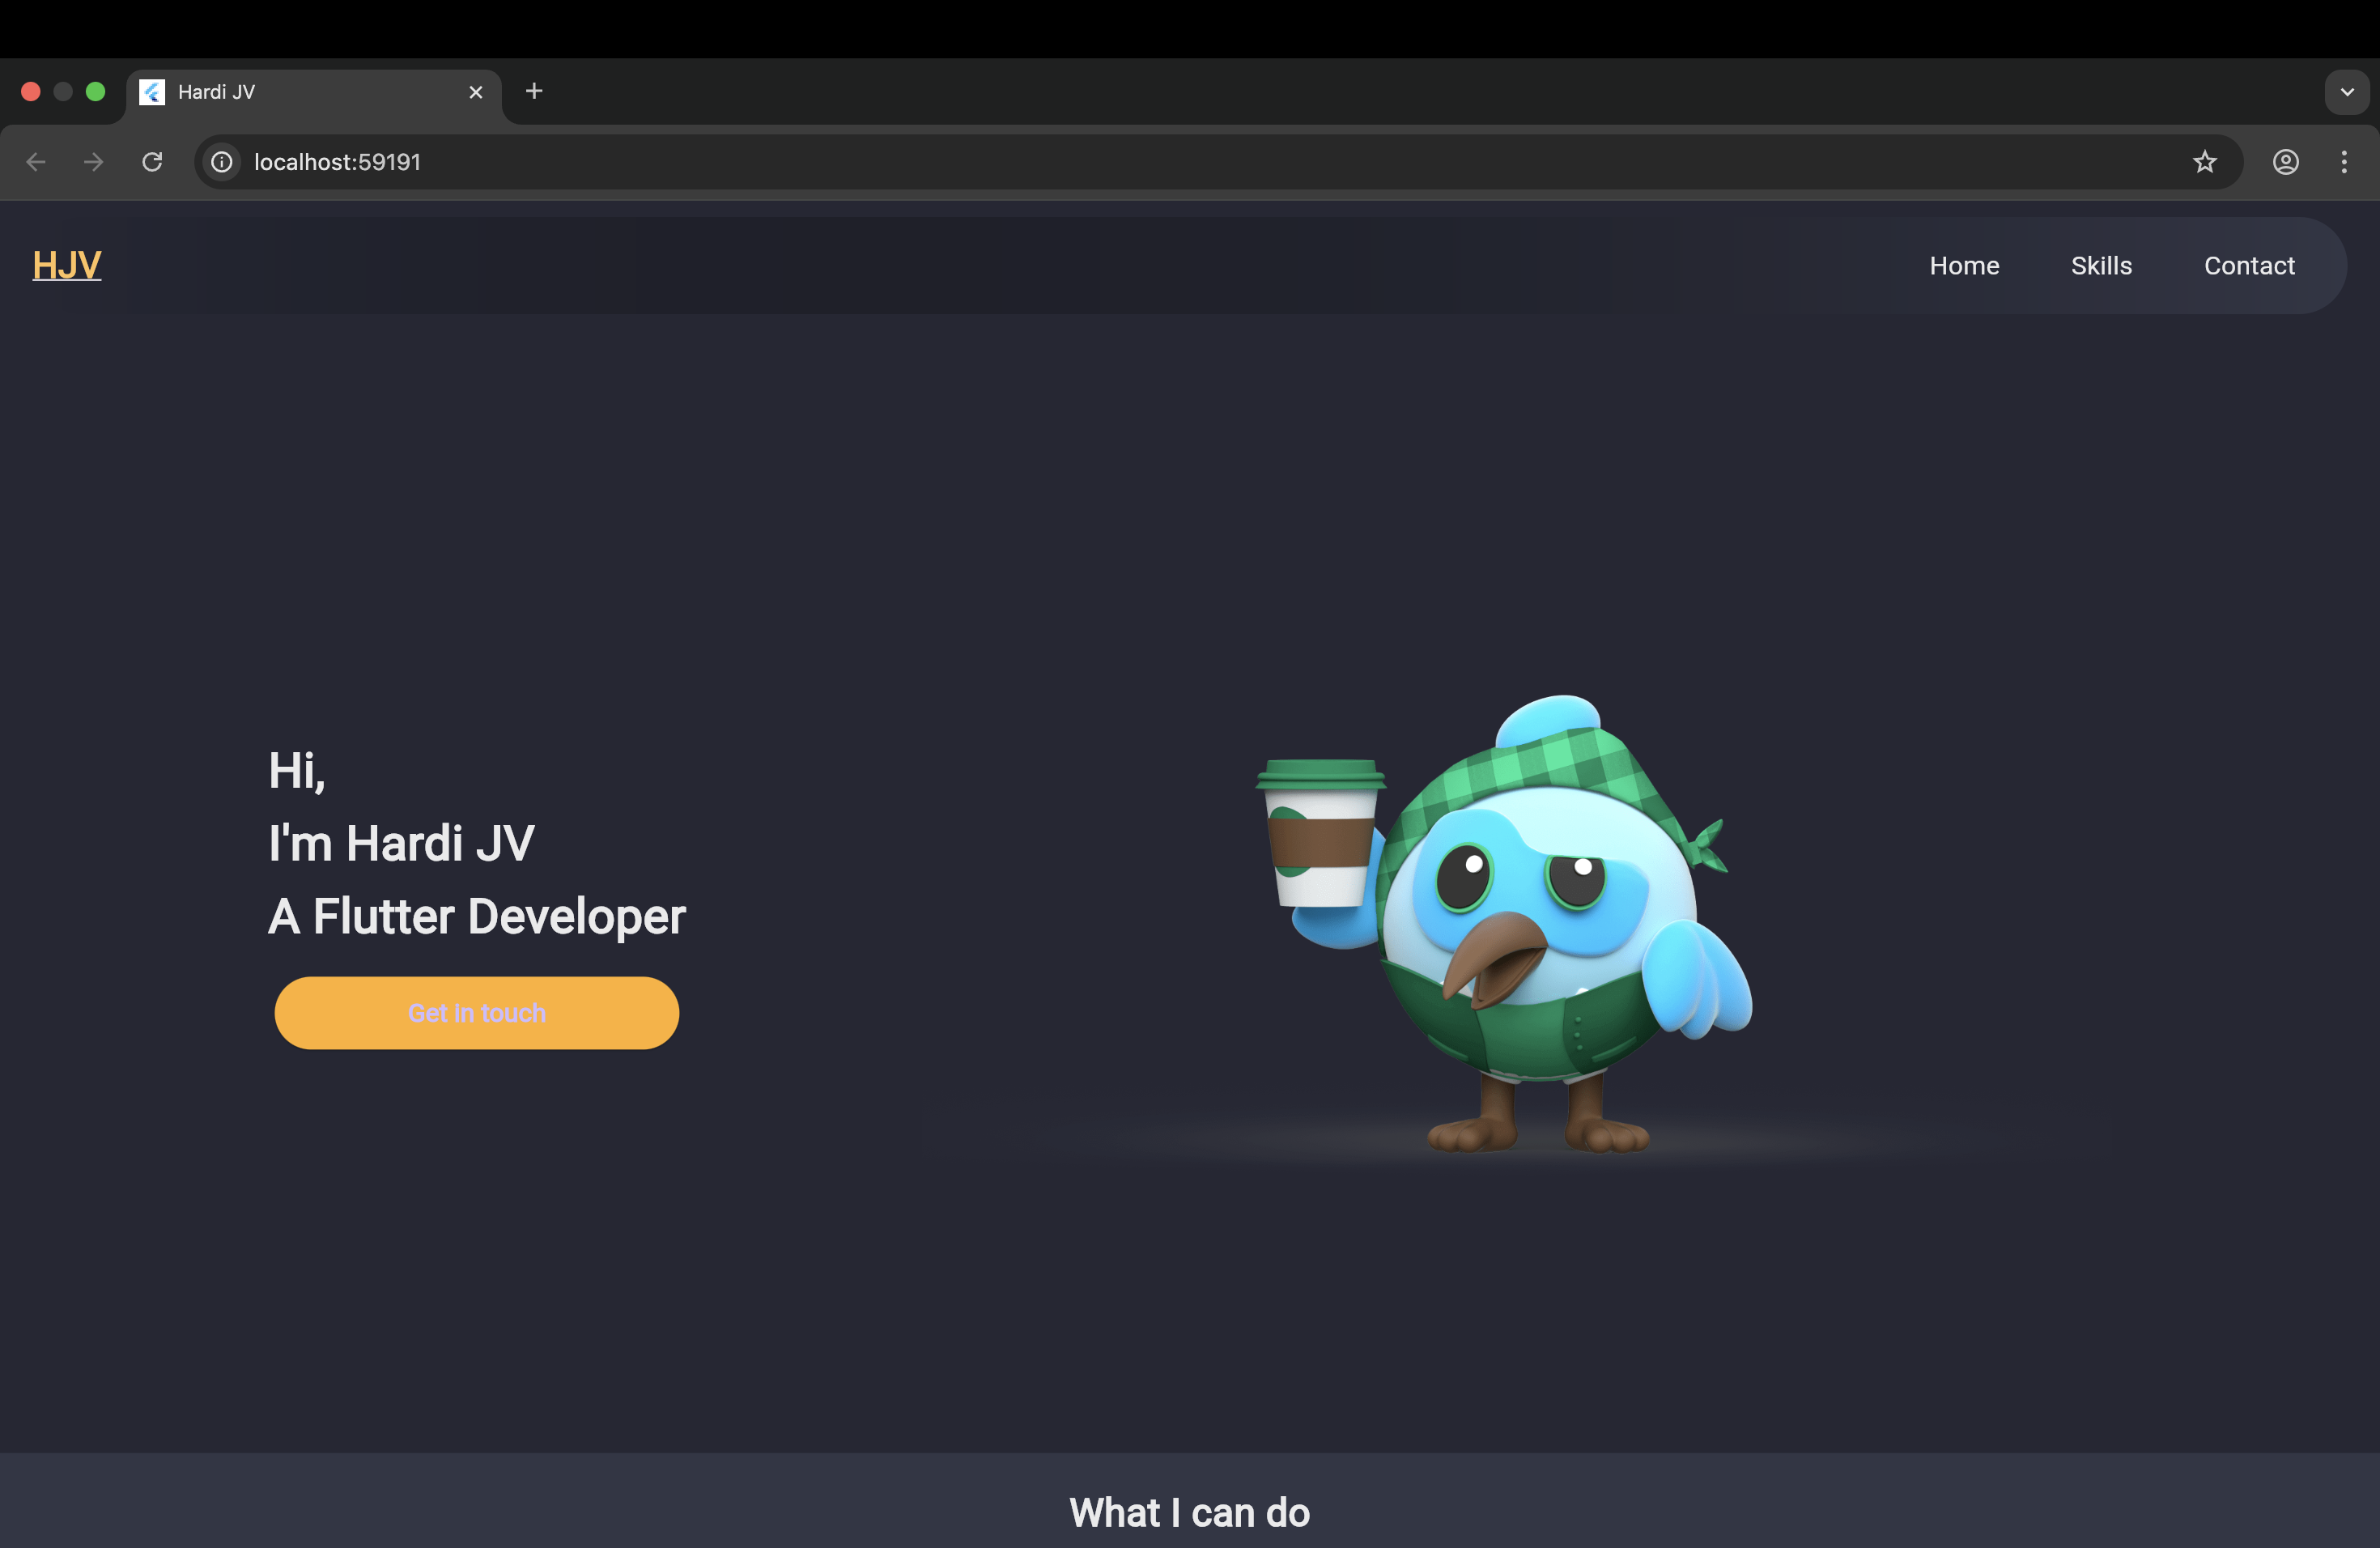 Hardi JV
localhost:59191
HJV
Home
Skills
Contact
Hi,
I'm Hardi JV
A Flutter Developer
Get in touch
What I can do